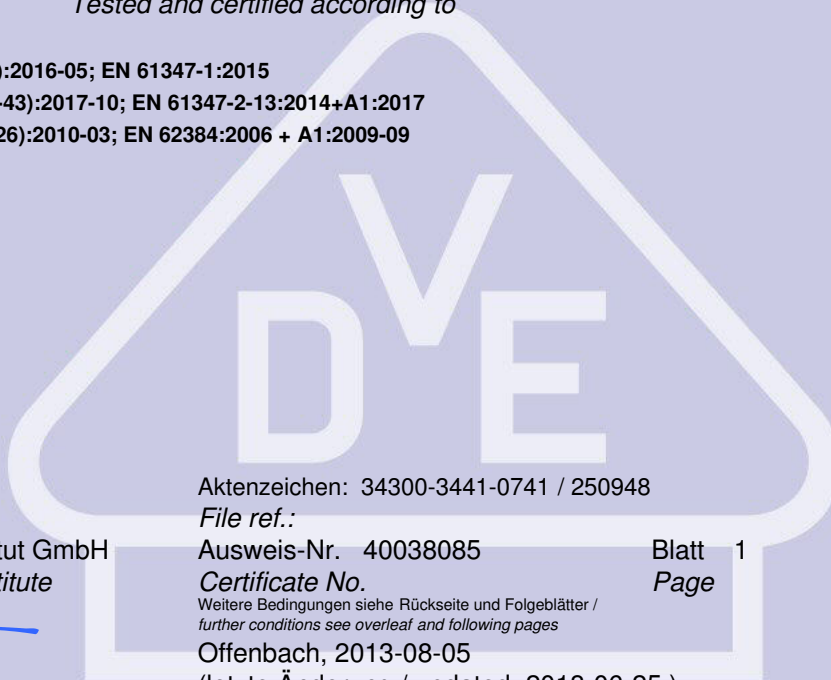 Tested and certified according to
):2016-05; EN 61347-1:2015
-43):2017-10; EN 61347-2-13:2014+A1:2017
26):2010-03; EN 62384:2006 + A1:2009-09
VDE
Aktenzeichen: 34300-3441-0741 / 250948
File ref.:
tut GmbH Ausweis-Nr. 40038085 Blatt 1
titute Certificate No. Page
Weitere Bedingungen siehe Rückseite und Folgeblätter /
further conditions see overleaf and following pages
Offenbach, 2013-08-05